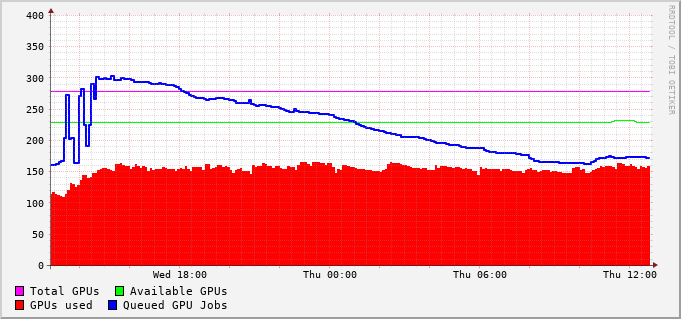 400
350
300
250
200
150
100
50
0
Wed 18:00 Thu 00:00 Thu 06:00 Thu 12:00
Total GPUs Available GPUs
GPUs used Queued GPU Jobs
RRDTOOL / TOBI OETIKER